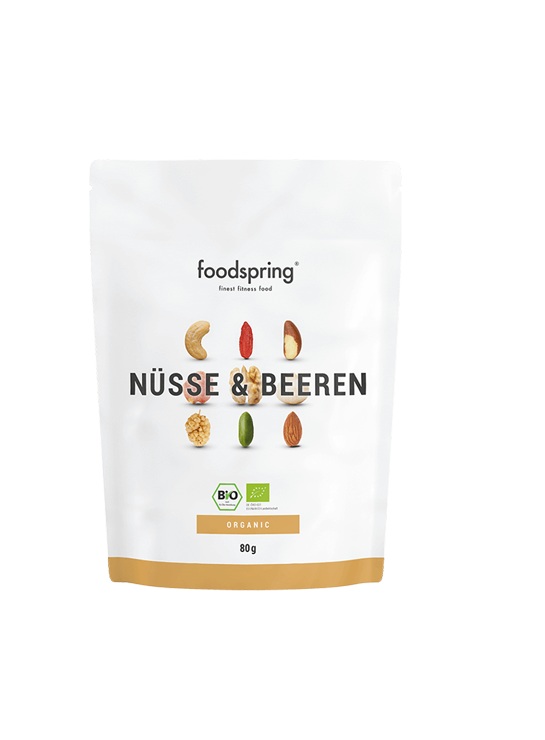 foodspring®
finest fitness food
NÜSSE & BEEREN
BIO
ORGANIC
80g